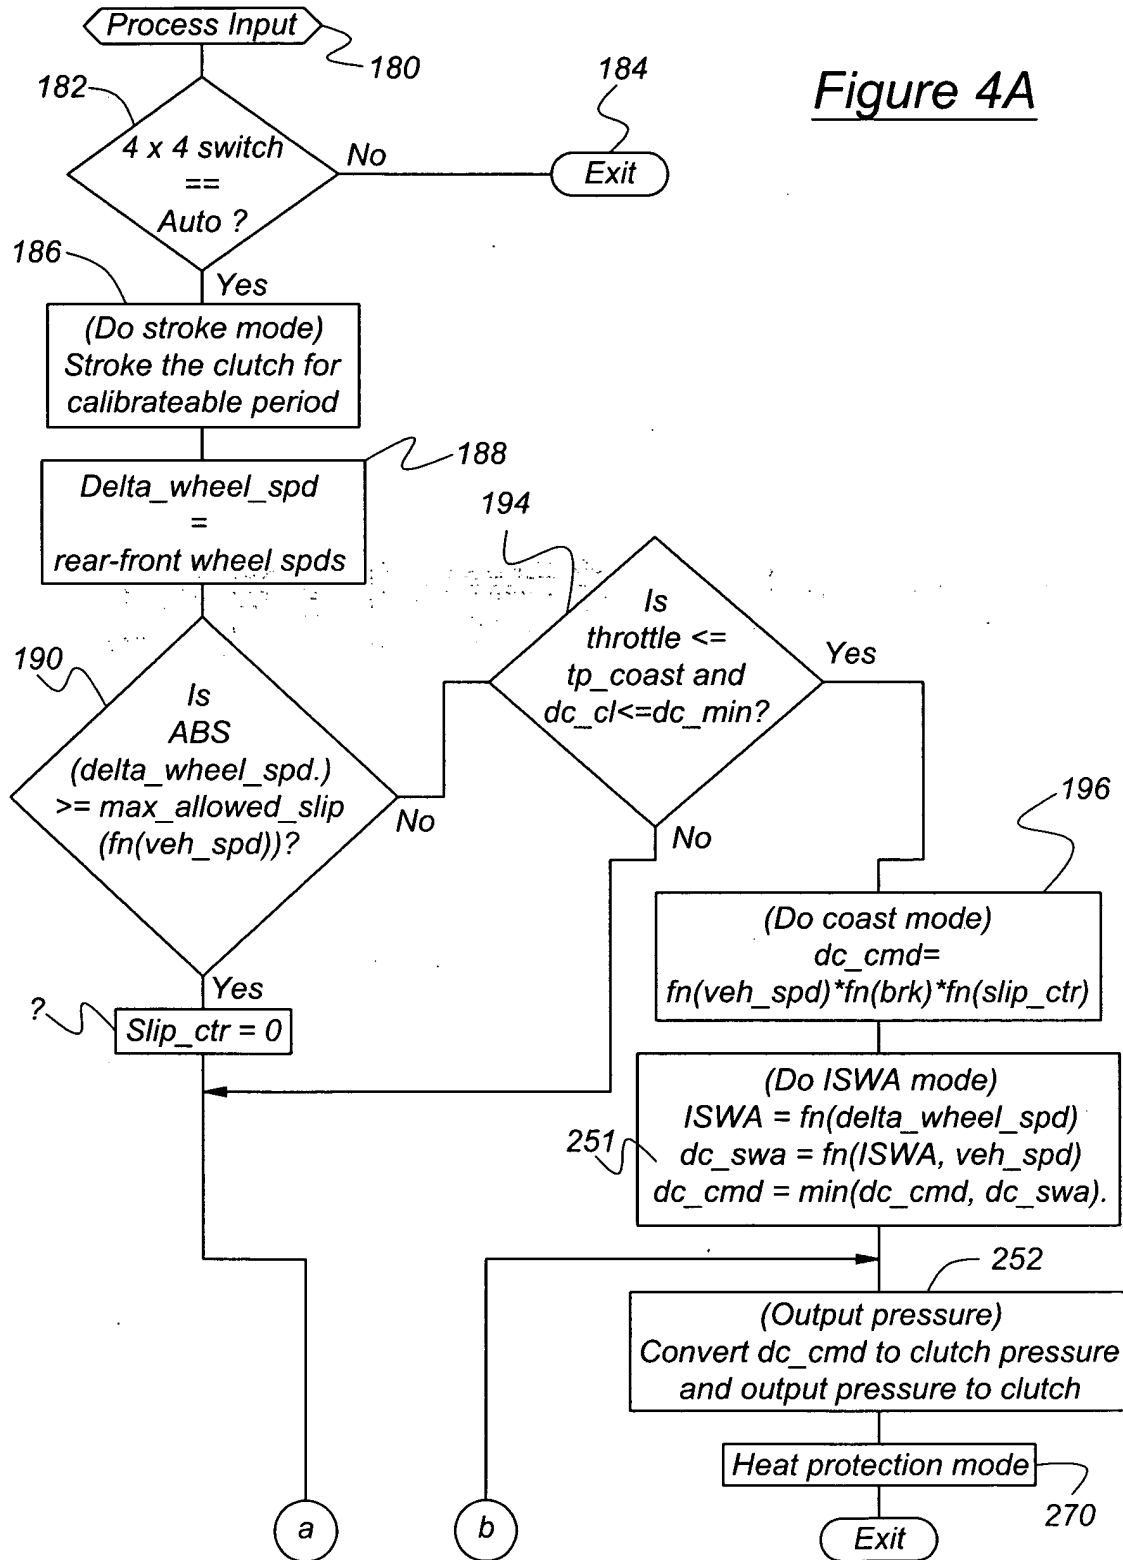 Process Input
180
Figure 4A
182
184
4 x 4 switch
==
Auto ?
No
Exit
186
Yes
(Do stroke mode)
Stroke the clutch for
calibrateable period
188
Delta_wheel_spd
=
rear-front wheel spds
194
Is
throttle <=
tp_coast and
dc_cl<=dc_min?
Yes
No
190
Is
ABS
(delta_wheel_spd.)
>= max_allowed_slip
(fn(veh_spd))?
No
Yes
?
Slip_ctr = 0
196
(Do coast mode)
dc_cmd=
fn(veh_spd)*fn(brk)*fn(slip_ctr)
251
(Do ISWA mode)
ISWA = fn(delta_wheel_spd)
dc_swa = fn(ISWA, veh_spd)
dc_cmd = min(dc_cmd, dc_swa).
252
(Output pressure)
Convert dc_cmd to clutch pressure
and output pressure to clutch
Heat protection mode
270
a
b
Exit